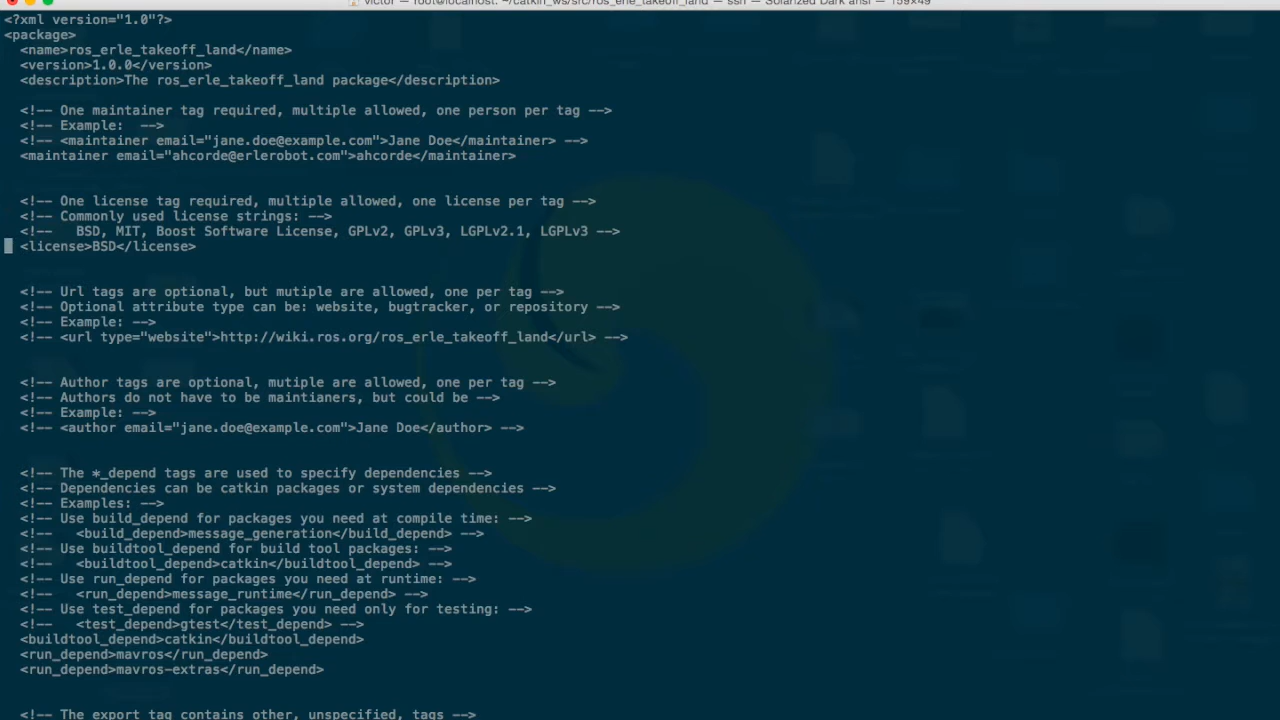 victor — root@localhost: ~/catkin_ws/src/ros_erle_takeoff_land — ssh — Solarized Dark ansi — 159×49
<?xml version="1.0"?>
<package>
<name>ros_erle_takeoff_land</name>
<version>1.0.0</version>
<description>The ros_erle_takeoff_land package</description>
<!-- One maintainer tag required, multiple allowed, one person per tag -->
<!-- Example:  -->
<!-- <maintainer email="jane.doe@example.com">Jane Doe</maintainer> -->
<maintainer email="ahcorde@erlerobot.com">ahcorde</maintainer>
<!-- One license tag required, multiple allowed, one license per tag -->
<!-- Commonly used license strings: -->
<!--   BSD, MIT, Boost Software License, GPLv2, GPLv3, LGPLv2.1, LGPLv3 -->
<license>BSD</license>
<!-- Url tags are optional, but mutiple are allowed, one per tag -->
<!-- Optional attribute type can be: website, bugtracker, or repository -->
<!-- Example: -->
<!-- <url type="website">http://wiki.ros.org/ros_erle_takeoff_land</url> -->
<!-- Author tags are optional, mutiple are allowed, one per tag -->
<!-- Authors do not have to be maintianers, but could be -->
<!-- Example: -->
<!-- <author email="jane.doe@example.com">Jane Doe</author> -->
<!-- The *_depend tags are used to specify dependencies -->
<!-- Dependencies can be catkin packages or system dependencies -->
<!-- Examples: -->
<!-- Use build_depend for packages you need at compile time: -->
<!--   <build_depend>message_generation</build_depend> -->
<!-- Use buildtool_depend for build tool packages: -->
<!--   <buildtool_depend>catkin</buildtool_depend> -->
<!-- Use run_depend for packages you need at runtime: -->
<!--   <run_depend>message_runtime</run_depend> -->
<!-- Use test_depend for packages you need only for testing: -->
<!--   <test_depend>gtest</test_depend> -->
<buildtool_depend>catkin</buildtool_depend>
<run_depend>mavros</run_depend>
<run_depend>mavros-extras</run_depend>
<!-- The export tag contains other, unspecified, tags -->